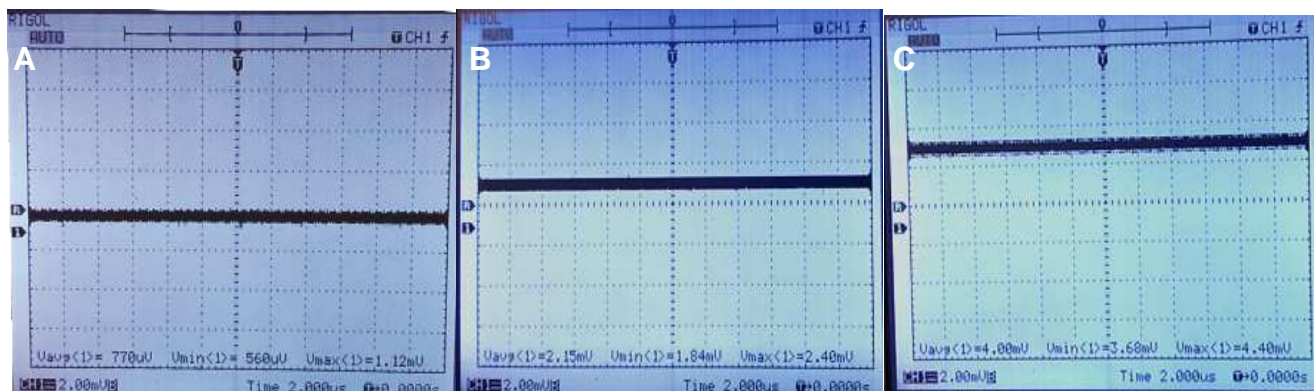 A
RIGOL
AUTO
CH1
Vavg(1)= 770uV Vmin(1)= 560uV Vmax(1)=1.12mV
CH1 2.00mV Time 2.000us 0.0000s
B
RIGOL
AUTO
CH1
Vavg(1)=2.15mV Vmin(1)=1.84mV Vmax(1)=2.40mV
CH1 2.00mV Time 2.000us 0.0000s
C
RIGOL
AUTO
CH1
Vavg(1)=4.00mV Vmin(1)=3.68mV Vmax(1)=4.40mV
CH1 2.00mV Time 2.000us 0.0000s